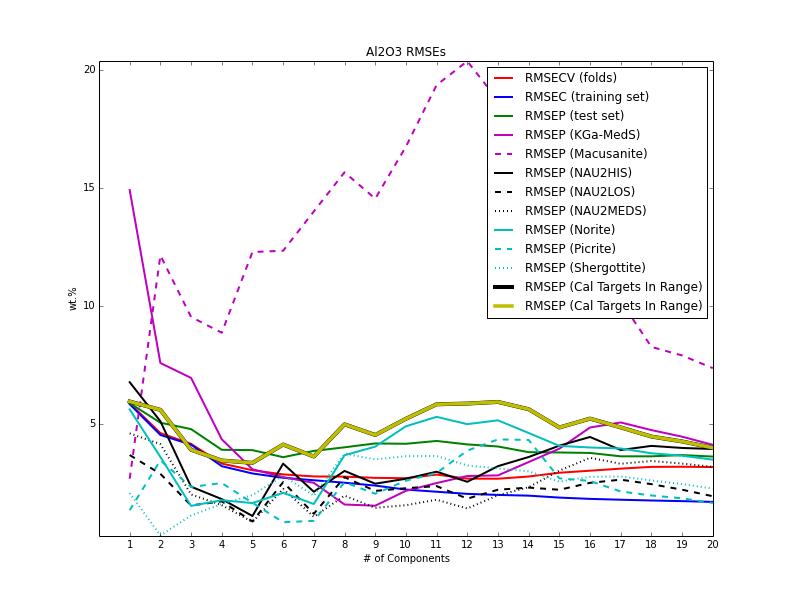 Al2O3 RMSEs
20
15
10
5
wt.%
RMSECV (folds)
RMSEC (training set)
RMSEP (test set)
RMSEP (KGa-MedS)
RMSEP (Macusanite)
RMSEP (NAU2HIS)
RMSEP (NAU2LOS)
RMSEP (NAU2MEDS)
RMSEP (Norite)
RMSEP (Picrite)
RMSEP (Shergottite)
RMSEP (Cal Targets In Range)
RMSEP (Cal Targets In Range)
1 2 3 4 5 6 7 8 9 10 11 12 13 14 15 16 17 18 19 20
# of Components